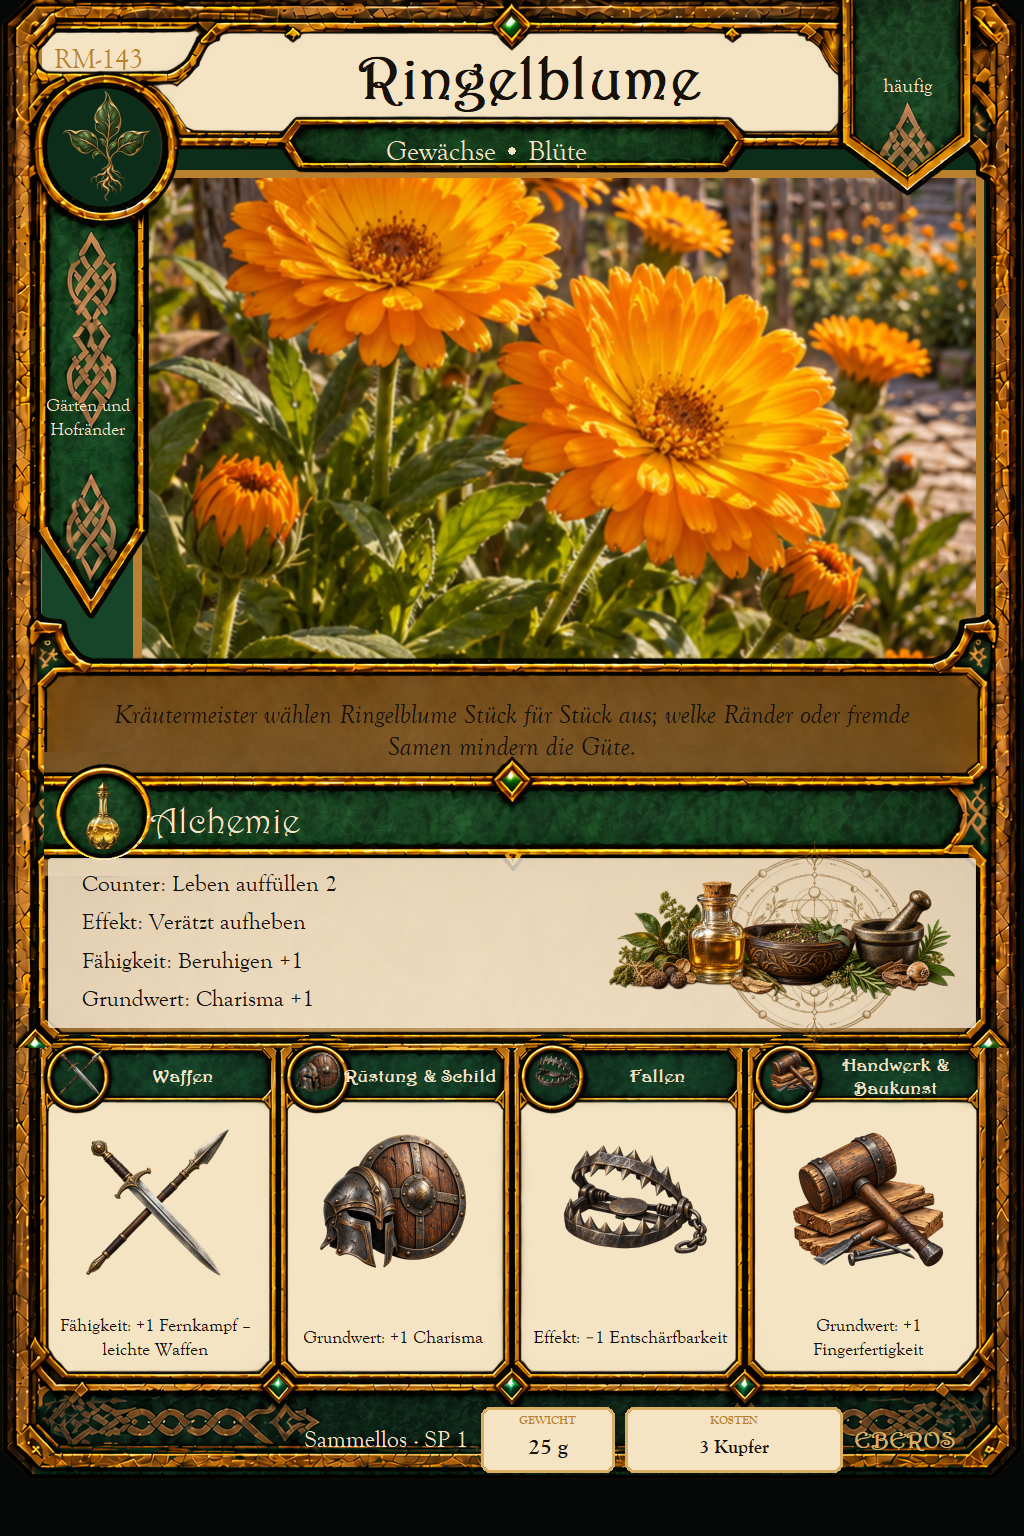 RM-143
Ringelblume
häufig
Gewächse • Blüte
Gärten und
Hofränder
Kräutermeister wählen Ringelblume Stück für Stück aus; welke Ränder oder fremde
Samen mindern die Güte.
Alchemie
Counter: Leben auffüllen 2
Effekt: Verätzt aufheben
Fähigkeit: Beruhigen +1
Grundwert: Charisma +1
Waffen
Rüstung & Schild
Fallen
Handwerk &
Baukunst
Fähigkeit: +1 Fernkampf –
leichte Waffen
Grundwert: +1 Charisma
Effekt: −1 Entschärfbarkeit
Grundwert: +1
Fingerfertigkeit
Sammellos · SP 1
GEWICHT
25 g
KOSTEN
3 Kupfer
EBEROS